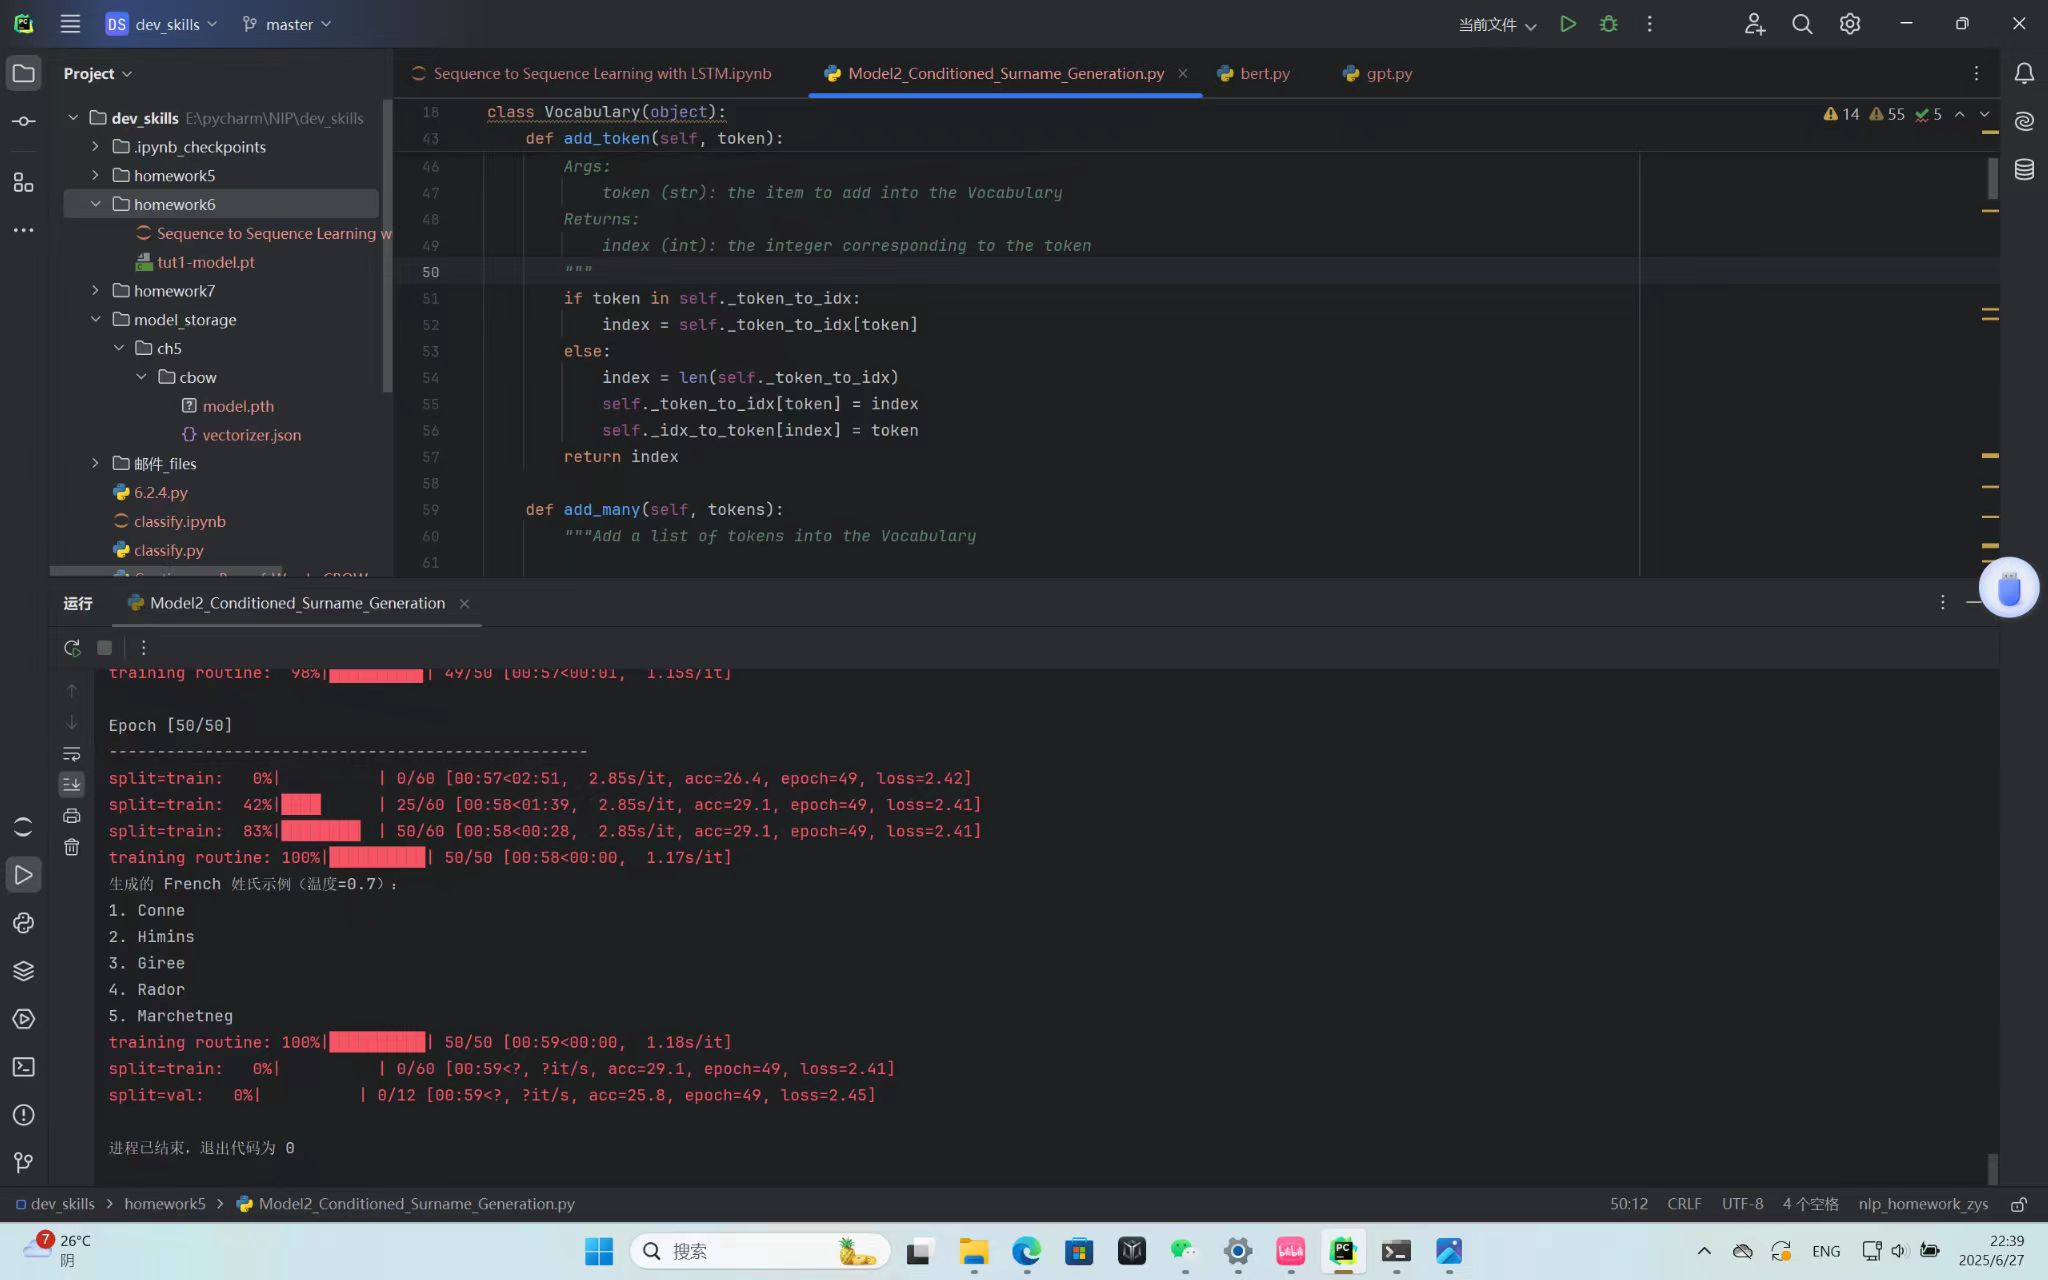 DS dev_skills master 当前文件
Project
Sequence to Sequence Learning with LSTM.ipynb Model2_Conditioned_Surname_Generation.py bert.py gpt.py
dev_skills E:\pycharm\NlP\dev_skills
.ipynb_checkpoints
homework5
homework6
Sequence to Sequence Learning w
tut1-model.pt
homework7
model_storage
ch5
cbow
model.pth
vectorizer.json
邮件_files
6.2.4.py
classify.ipynb
classify.py
14 55 5
18 class Vocabulary(object):
43 def add_token(self, token):
46 Args:
47 token (str): the item to add into the Vocabulary
48 Returns:
49 index (int): the integer corresponding to the token
50 """
51 if token in self._token_to_idx:
52 index = self._token_to_idx[token]
53 else:
54 index = len(self._token_to_idx)
55 self._token_to_idx[token] = index
56 self._idx_to_token[index] = token
57 return index
58
59 def add_many(self, tokens):
60 """Add a list of tokens into the Vocabulary
61
运行 Model2_Conditioned_Surname_Generation
training routine: 98%| | 49/50 [00:57<00:01, 1.15s/it]
Epoch [50/50]
--------------------------------------------------
split=train: 0%| | 0/60 [00:57<02:51, 2.85s/it, acc=26.4, epoch=49, loss=2.42]
split=train: 42%| | 25/60 [00:58<01:39, 2.85s/it, acc=29.1, epoch=49, loss=2.41]
split=train: 83%| | 50/60 [00:58<00:28, 2.85s/it, acc=29.1, epoch=49, loss=2.41]
training routine: 100%| | 50/50 [00:58<00:00, 1.17s/it]
生成的 French 姓氏示例（温度=0.7）：
1. Conne
2. Himins
3. Giree
4. Rador
5. Marchetneg
training routine: 100%| | 50/50 [00:59<00:00, 1.18s/it]
split=train: 0%| | 0/60 [00:59<?, ?it/s, acc=29.1, epoch=49, loss=2.41]
split=val: 0%| | 0/12 [00:59<?, ?it/s, acc=25.8, epoch=49, loss=2.45]
进程已结束，退出代码为 0
dev_skills > homework5 > Model2_Conditioned_Surname_Generation.py 50:12 CRLF UTF-8 4 个空格 nlp_homework_zys
7 26°C
阴
搜索
bilibili
PC
ENG
22:39
2025/6/27